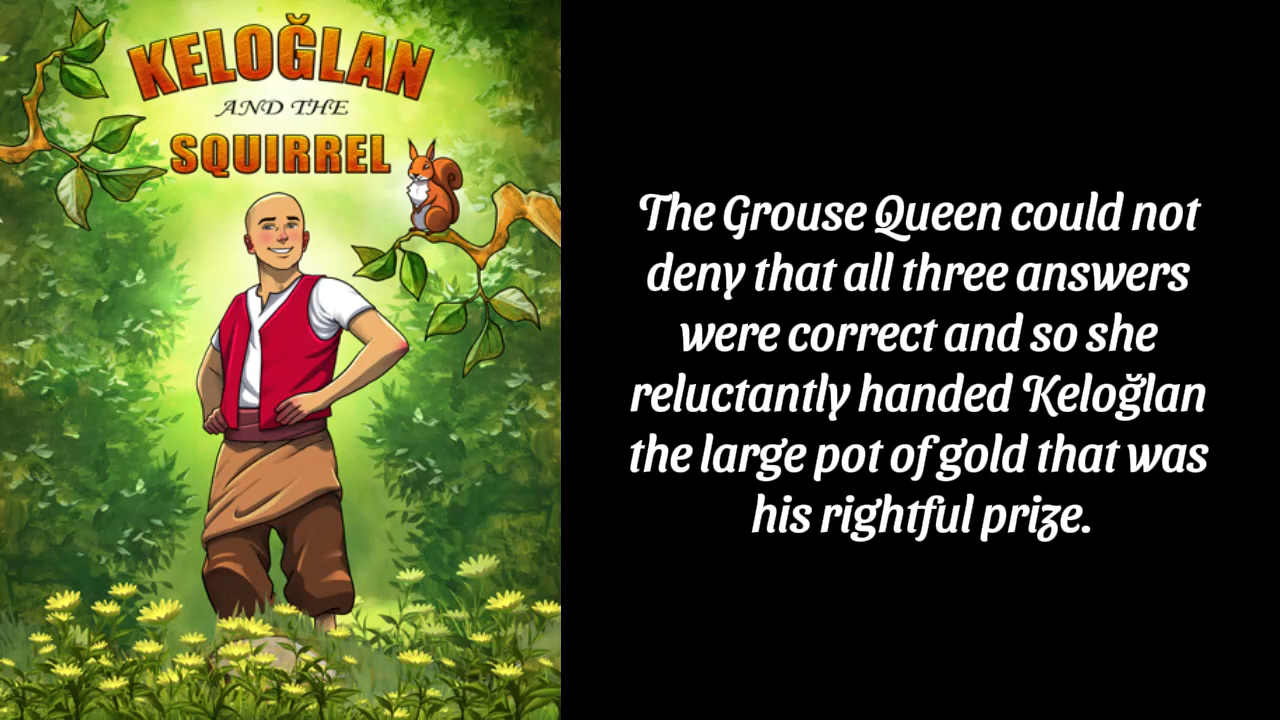 KELOĞLAN
AND THE
SQUIRREL
The Grouse Queen could not
deny that all three answers
were correct and so she
reluctantly handed Keloğlan
the large pot of gold that was
his rightful prize.